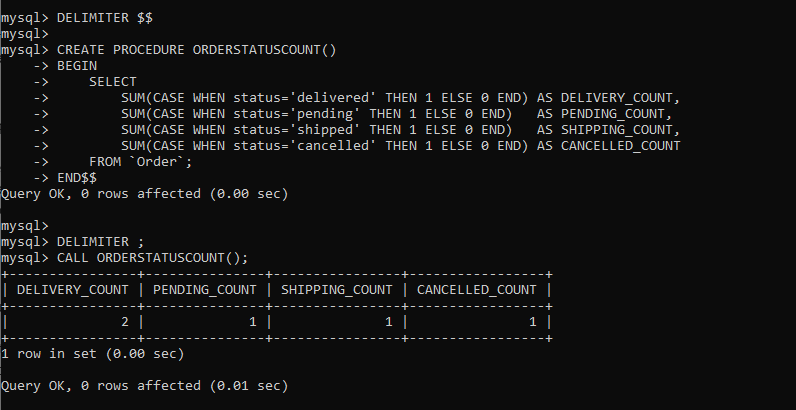 mysql> DELIMITER $$
mysql>
mysql> CREATE PROCEDURE ORDERSTATUSCOUNT()
    -> BEGIN
    ->     SELECT
    ->         SUM(CASE WHEN status='delivered' THEN 1 ELSE 0 END) AS DELIVERY_COUNT,
    ->         SUM(CASE WHEN status='pending' THEN 1 ELSE 0 END)   AS PENDING_COUNT,
    ->         SUM(CASE WHEN status='shipped' THEN 1 ELSE 0 END)   AS SHIPPING_COUNT,
    ->         SUM(CASE WHEN status='cancelled' THEN 1 ELSE 0 END) AS CANCELLED_COUNT
    ->     FROM `Order`;
    -> END$$
Query OK, 0 rows affected (0.00 sec)

mysql>
mysql> DELIMITER ;
mysql> CALL ORDERSTATUSCOUNT();
+----------------+---------------+----------------+-----------------+
| DELIVERY_COUNT | PENDING_COUNT | SHIPPING_COUNT | CANCELLED_COUNT |
+----------------+---------------+----------------+-----------------+
|              2 |             1 |              1 |               1 |
+----------------+---------------+----------------+-----------------+
1 row in set (0.00 sec)

Query OK, 0 rows affected (0.01 sec)